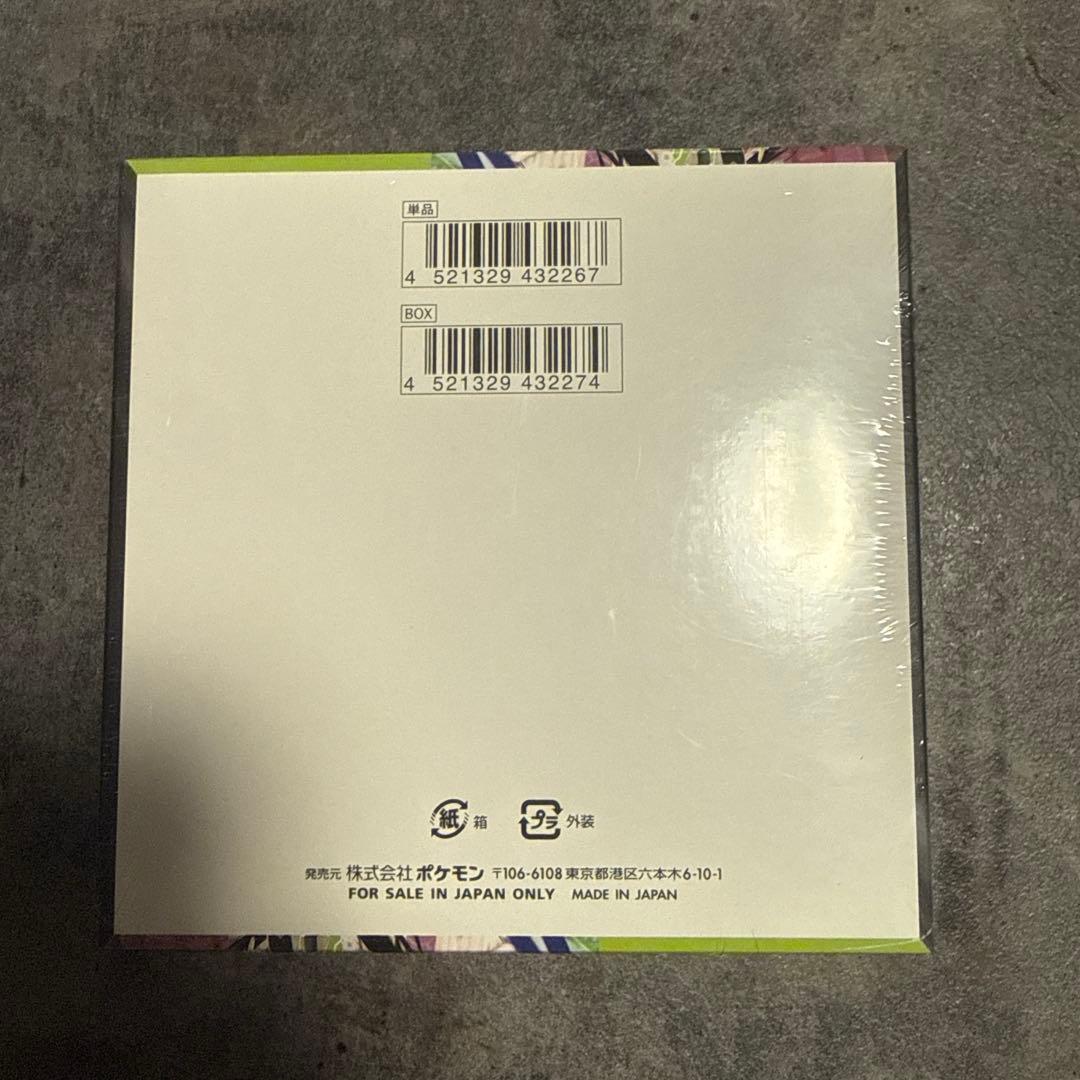 単品
4 521329 432267
BOX
4 521329 432274
紙 箱 プラ 外装
発売元 株式会社 ポケモン 〒106-6108 東京都港区六本木6-10-1
FOR SALE IN JAPAN ONLY MADE IN JAPAN